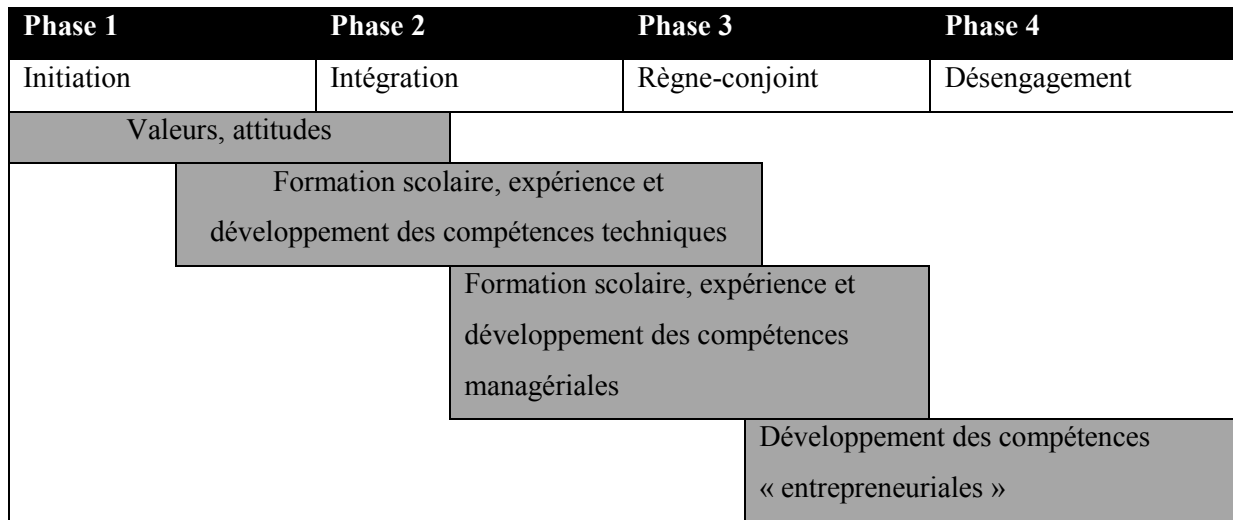 Phase 1 Phase 2 Phase 3 Phase 4
Initiation Intégration Règne-conjoint Désengagement
Valeurs, attitudes
Formation scolaire, expérience et
développement des compétences techniques
Formation scolaire, expérience et
développement des compétences
managériales
Développement des compétences
« entrepreneuriales »